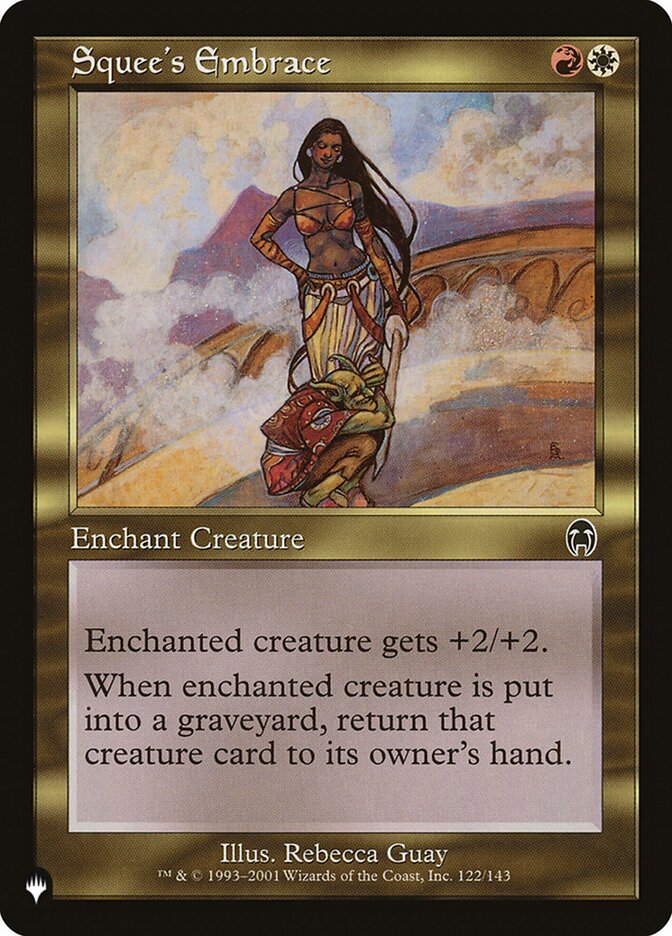 Squee's Embrace
Enchant Creature
Enchanted creature gets +2/+2.
When enchanted creature is put
into a graveyard, return that
creature card to its owner's hand.
Illus. Rebecca Guay
™ & © 1993–2001 Wizards of the Coast, Inc. 122/143